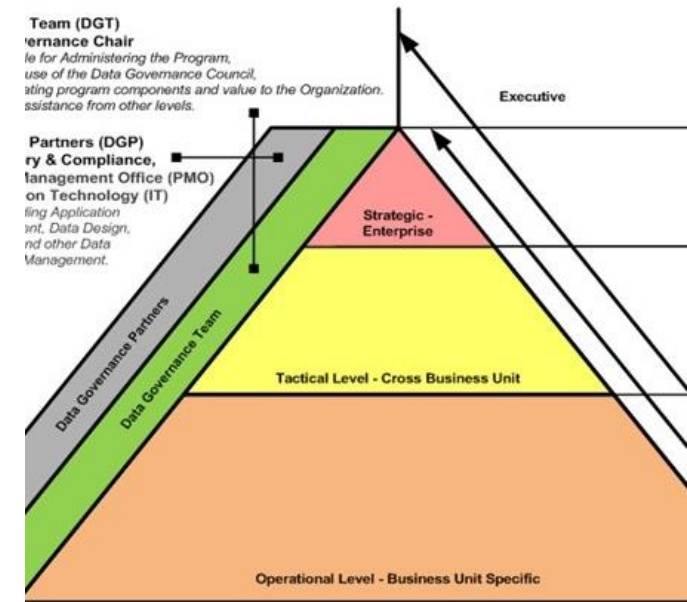 Team (DGT)
ernance Chair
le for Administering the Program,
use of the Data Governance Council,
ating program components and value to the Organization.
ssistance from other levels.
Executive
Partners (DGP)
ry & Compliance,
Management Office (PMO)
on Technology (IT)
ing Application
nt, Data Design,
nd other Data
Management.
Strategic -
Enterprise
Data Governance Partners
Data Governance Team
Tactical Level - Cross Business Unit
Operational Level - Business Unit Specific